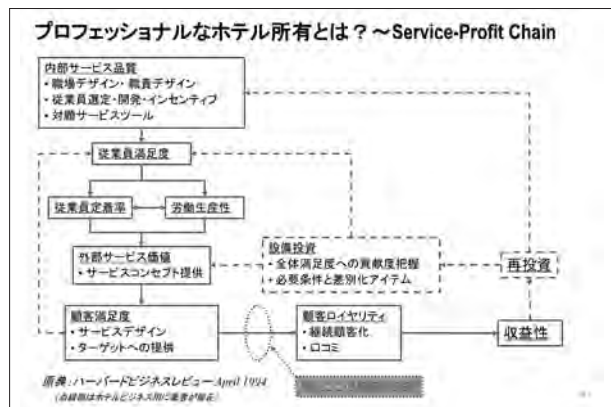 プロフェッショナルなホテル所有とは？～Service-Profit Chain
内部サービス品質
・職場デザイン・職責デザイン
・従業員選定・開発・インセンティブ
・対顧サービスツール
従業員満足度
従業員定着率
労働生産性
外部サービス価値
・サービスコンセプト提供
設備投資
・全体満足度への貢献度把握
・必要条件と差別化アイテム
再投資
顧客満足度
・サービスデザイン
・ターゲットへの提供
顧客ロイヤリティ
・継続顧客化
・口コミ
収益性
原典：ハーバードビジネスレビュー April 1994